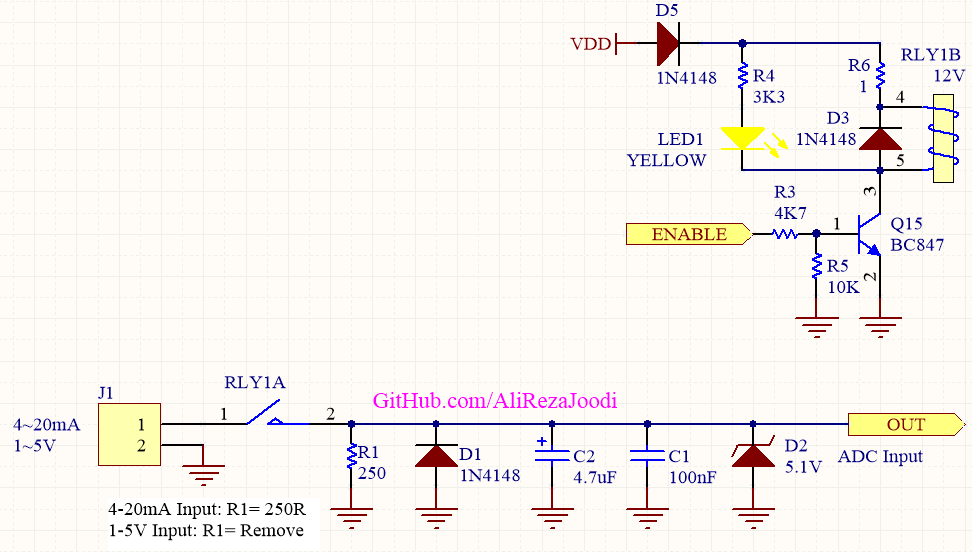 D5
VDD
1N4148
R4
3K3
R6
1
RLY1B
12V
4
D3
1N4148
LED1
YELLOW
5
3
R3
4K7
ENABLE
1
Q15
BC847
R5
10K
2
J1
RLY1A
GitHub.com/AliRezaJoodi
4~20mA
1~5V
1
2
1
2
R1
250
D1
1N4148
C2
4.7uF
C1
100nF
D2
5.1V
OUT
ADC Input
+
4-20mA Input: R1= 250R
1-5V Input: R1= Remove